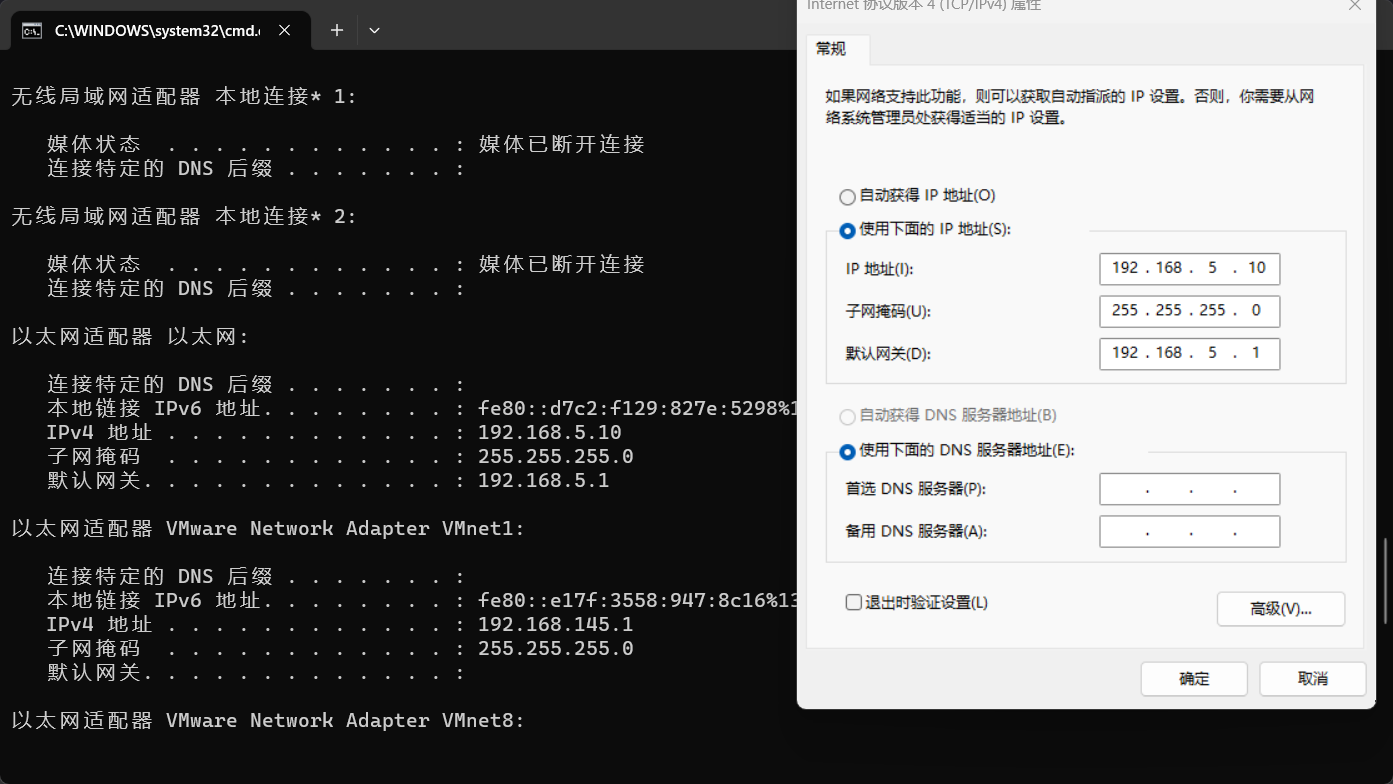 C:\WINDOWS\system32\cmd.
无线局域网适配器 本地连接* 1:
媒体状态 . . . . . . . . . . . . : 媒体已断开连接
连接特定的 DNS 后缀 . . . . . . . :
无线局域网适配器 本地连接* 2:
媒体状态 . . . . . . . . . . . . : 媒体已断开连接
连接特定的 DNS 后缀 . . . . . . . :
以太网适配器 以太网:
连接特定的 DNS 后缀 . . . . . . . :
本地链接 IPv6 地址. . . . . . . . : fe80::d7c2:f129:827e:5298%1
IPv4 地址 . . . . . . . . . . . . : 192.168.5.10
子网掩码 . . . . . . . . . . . . : 255.255.255.0
默认网关. . . . . . . . . . . . . : 192.168.5.1
以太网适配器 VMware Network Adapter VMnet1:
连接特定的 DNS 后缀 . . . . . . . :
本地链接 IPv6 地址. . . . . . . . : fe80::e17f:3558:947:8c16%13
IPv4 地址 . . . . . . . . . . . . : 192.168.145.1
子网掩码 . . . . . . . . . . . . : 255.255.255.0
默认网关. . . . . . . . . . . . . :
以太网适配器 VMware Network Adapter VMnet8:
Internet 协议版本 4 (TCP/IPv4) 属性
常规
如果网络支持此功能，则可以获取自动指派的 IP 设置。否则，你需要从网
络系统管理员处获得适当的 IP 设置。
自动获得 IP 地址(O)
使用下面的 IP 地址(S):
IP 地址(I): 192 . 168 . 5 . 10
子网掩码(U): 255 . 255 . 255 . 0
默认网关(D): 192 . 168 . 5 . 1
自动获得 DNS 服务器地址(B)
使用下面的 DNS 服务器地址(E):
首选 DNS 服务器(P): . . .
备用 DNS 服务器(A): . . .
退出时验证设置(L)
高级(V)...
确定 取消